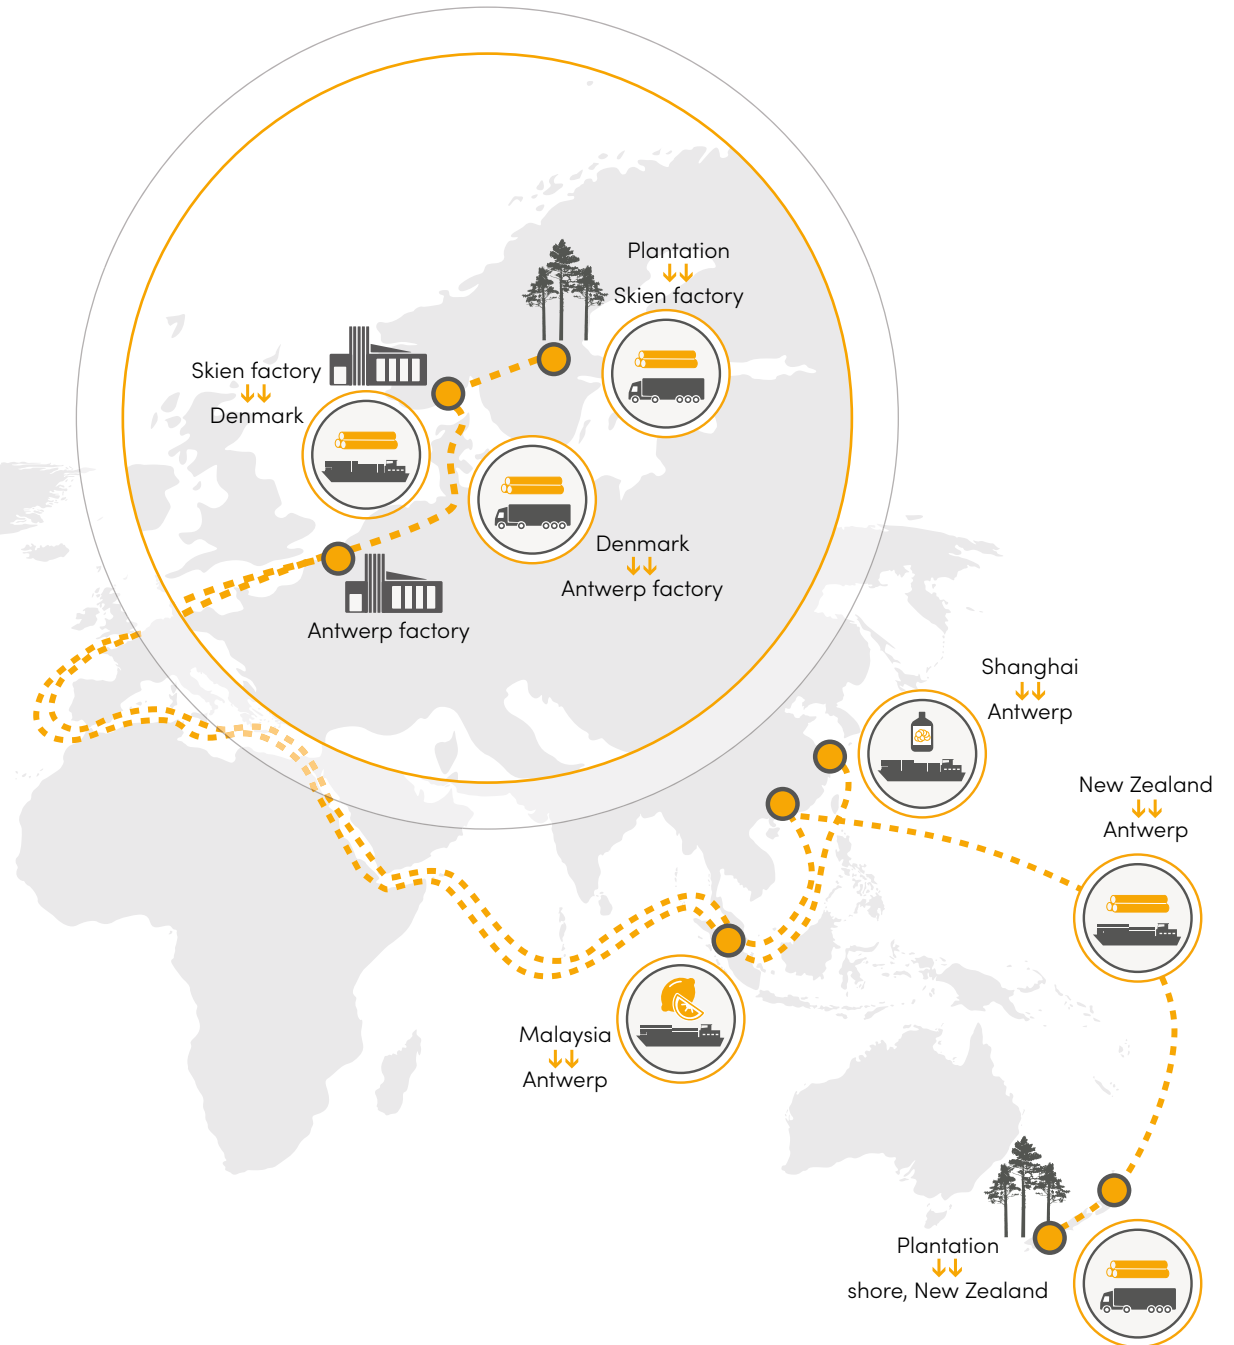 Plantation
Skien factory
Skien factory
Denmark
Denmark
Antwerp factory
Antwerp factory
Shanghai
Antwerp
New Zealand
Antwerp
Malaysia
Antwerp
Plantation
shore, New Zealand